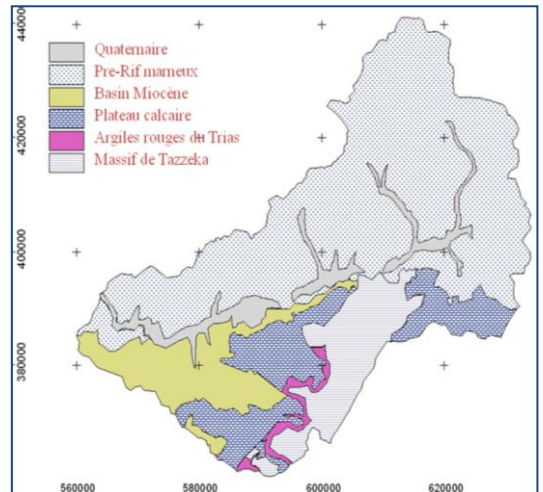 440000
Quaternaire
Pre-Rif marneux
Basin Miocène
Plateau calcaire
Argiles rouges du Trias
Massif de Tazzeka
420000
400000
380000
560000 580000 600000 620000